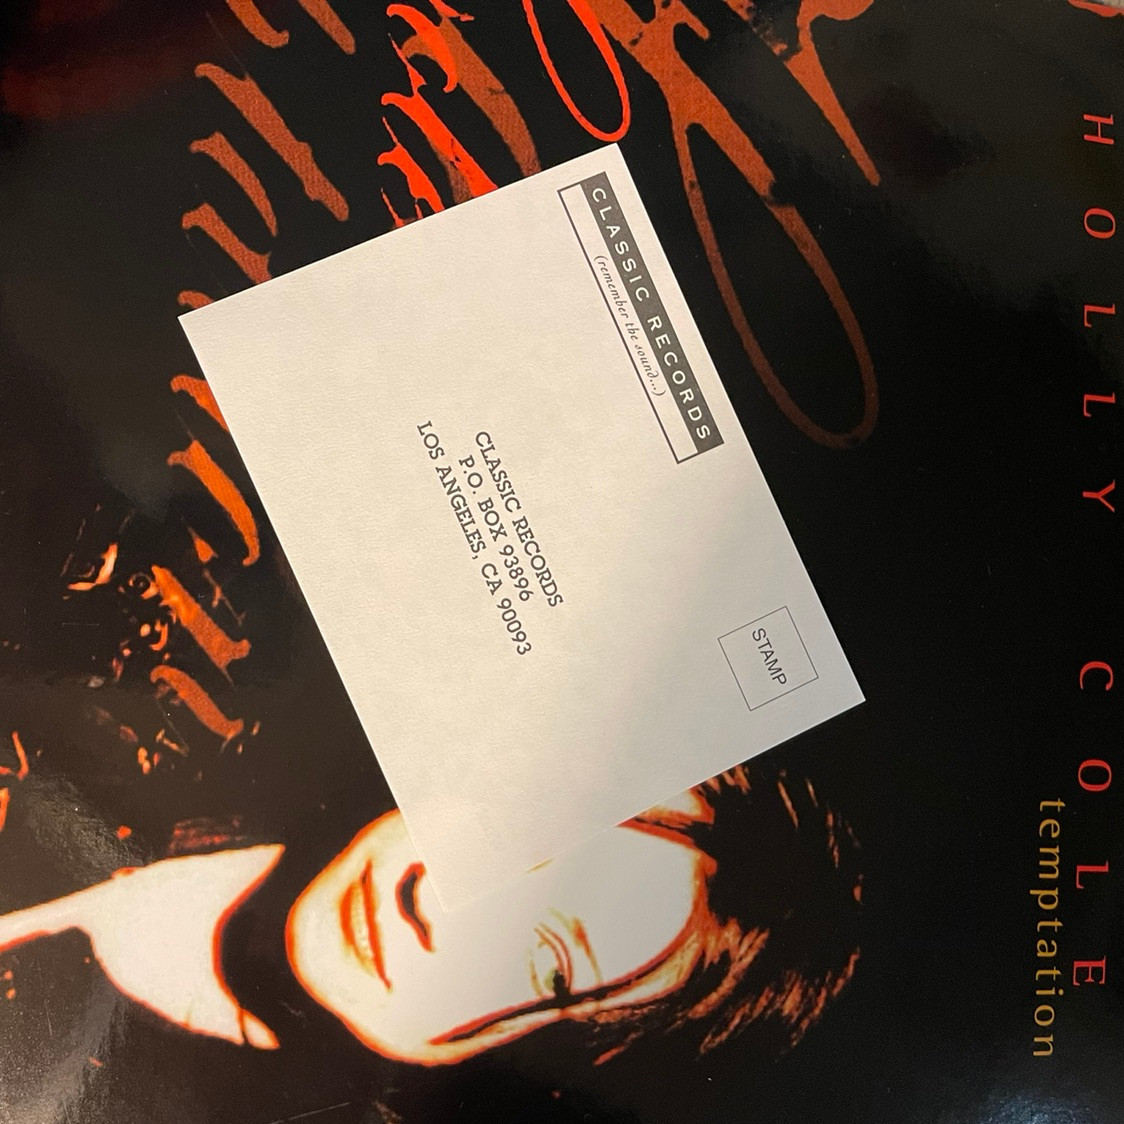 HOLLY COLE
temptation
CLASSIC RECORDS
(remember the sound...)
STAMP
CLASSIC RECORDS
P.O. BOX 93896
LOS ANGELES, CA 90093